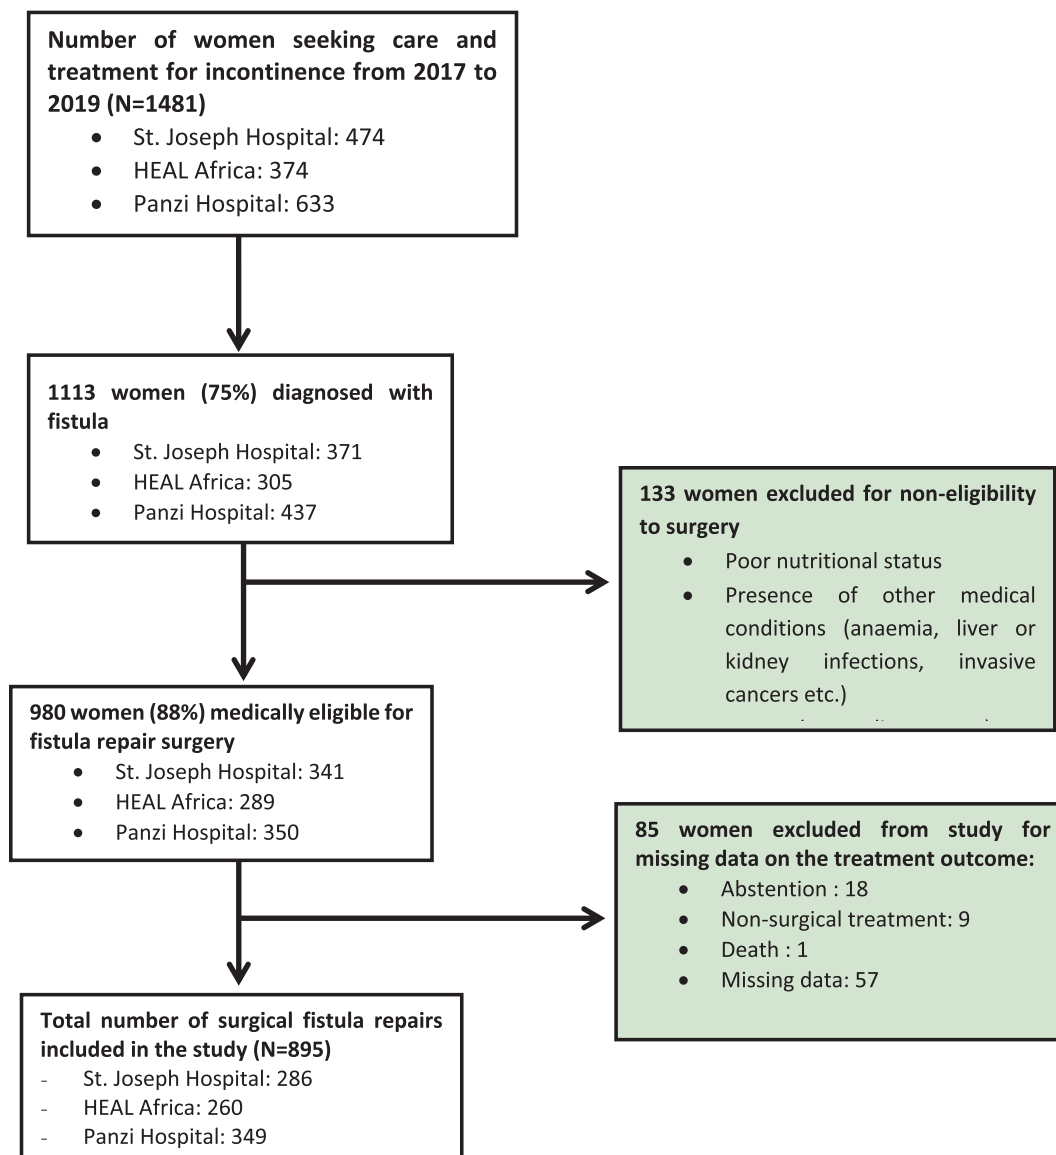 Number of women seeking care and
treatment for incontinence from 2017 to
2019 (N=1481)
• St. Joseph Hospital: 474
• HEAL Africa: 374
• Panzi Hospital: 633
1113 women (75%) diagnosed with
fistula
• St. Joseph Hospital: 371
• HEAL Africa: 305
• Panzi Hospital: 437
133 women excluded for non-eligibility
to surgery
• Poor nutritional status
• Presence of other medical
conditions (anaemia, liver or
kidney infections, invasive
cancers etc.)
980 women (88%) medically eligible for
fistula repair surgery
• St. Joseph Hospital: 341
• HEAL Africa: 289
• Panzi Hospital: 350
85 women excluded from study for
missing data on the treatment outcome:
• Abstention : 18
• Non-surgical treatment: 9
• Death : 1
• Missing data: 57
Total number of surgical fistula repairs
included in the study (N=895)
- St. Joseph Hospital: 286
- HEAL Africa: 260
- Panzi Hospital: 349